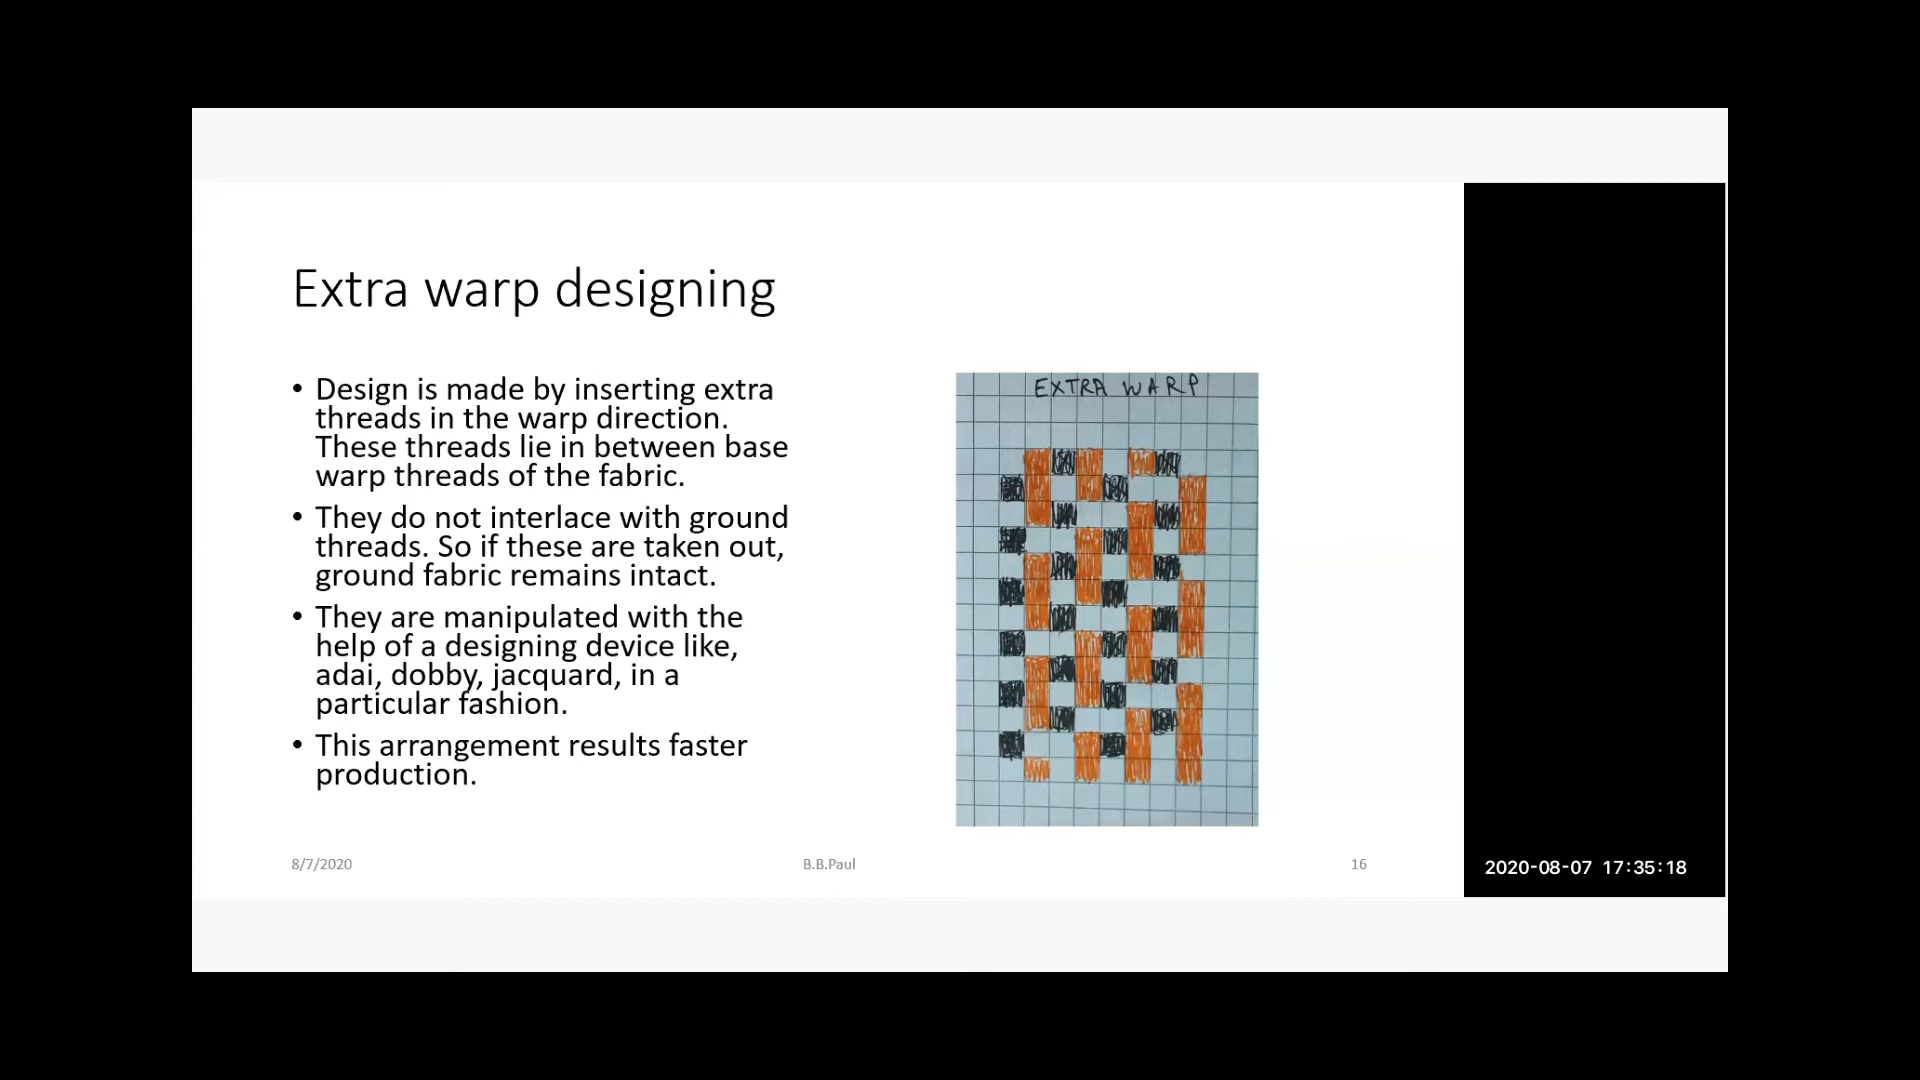 Extra warp designing
• Design is made by inserting extra
threads in the warp direction.
These threads lie in between base
warp threads of the fabric.
• They do not interlace with ground
threads. So if these are taken out,
ground fabric remains intact.
• They are manipulated with the
help of a designing device like,
adai, dobby, jacquard, in a
particular fashion.
• This arrangement results faster
production.
EXTRA WARP
8/7/2020
B.B.Paul
16
2020-08-07 17:35:18